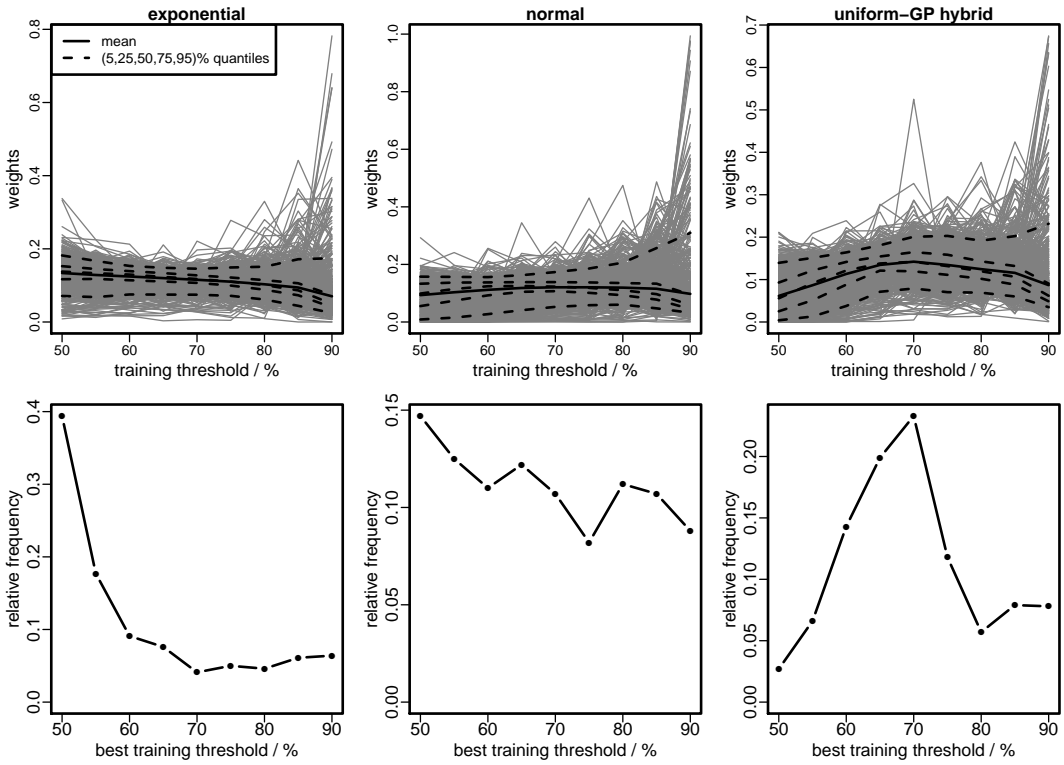 exponential
normal
uniform−GP hybrid
mean
(5,25,50,75,95)% quantiles
weights
0.0 0.2 0.4 0.6 0.8
50 60 70 80 90
training threshold / %
weights
0.0 0.2 0.4 0.6 0.8 1.0
50 60 70 80 90
training threshold / %
weights
0.0 0.1 0.2 0.3 0.4 0.5 0.6 0.7
50 60 70 80 90
training threshold / %
relative frequency
0.0 0.1 0.2 0.3 0.4
50 60 70 80 90
best training threshold / %
relative frequency
0.00 0.05 0.10 0.15
50 60 70 80 90
best training threshold / %
relative frequency
0.00 0.05 0.10 0.15 0.20
50 60 70 80 90
best training threshold / %